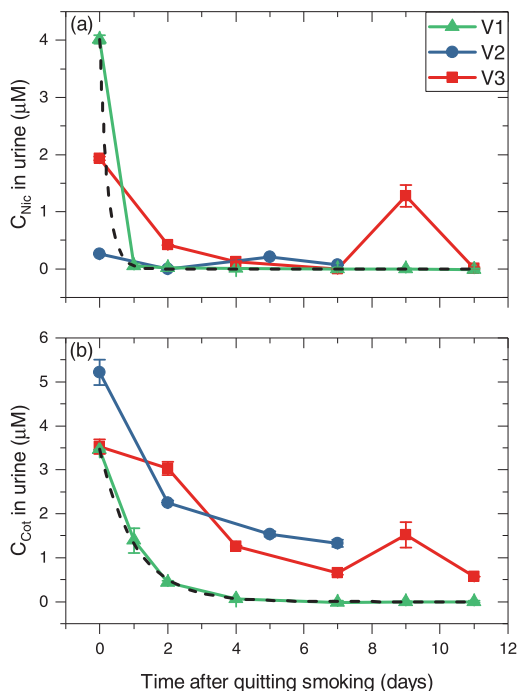 (a)
V1
V2
V3
4
3
2
1
0
C_Nic in urine (μM)
(b)
6
5
4
3
2
1
0
C_Cot in urine (μM)
0 2 4 6 8 10 12
Time after quitting smoking (days)